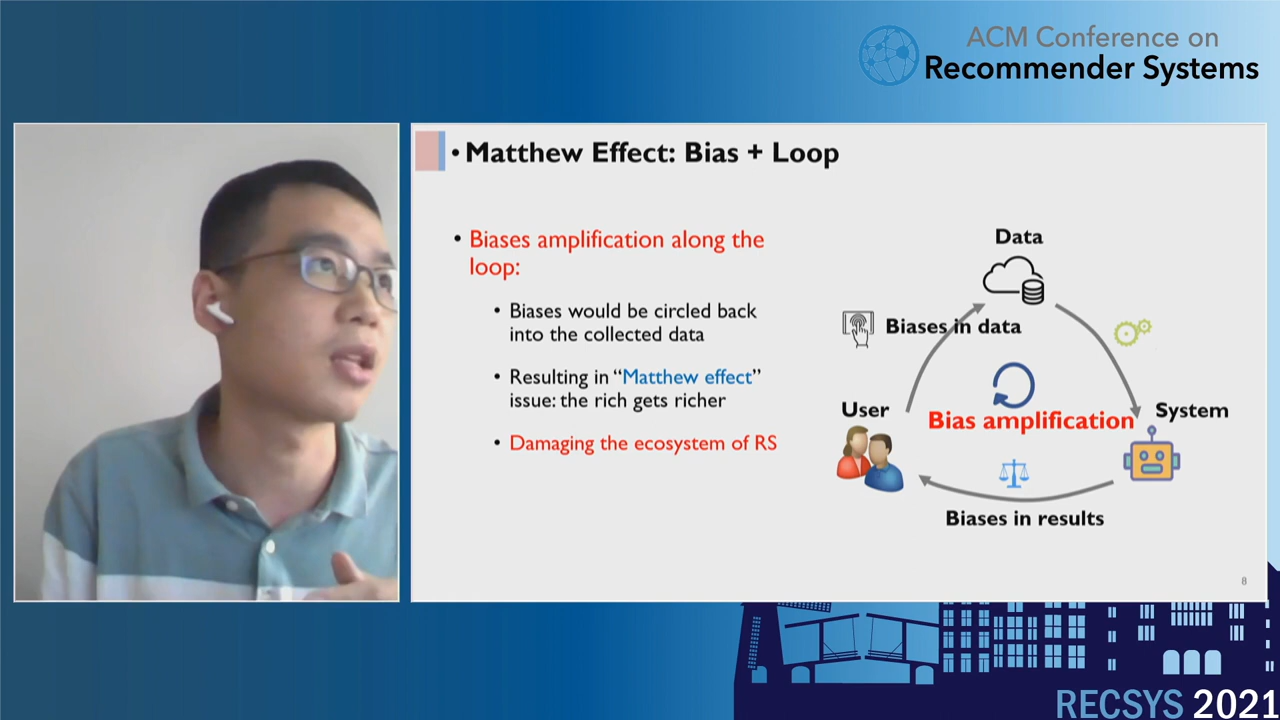 ACM Conference on
Recommender Systems
• Matthew Effect: Bias + Loop
• Biases amplification along the
loop:
• Biases would be circled back
into the collected data
• Resulting in “Matthew effect”
issue: the rich gets richer
• Damaging the ecosystem of RS
Data
Biases in data
User
Bias amplification
System
Biases in results
8
RECSYS 2021